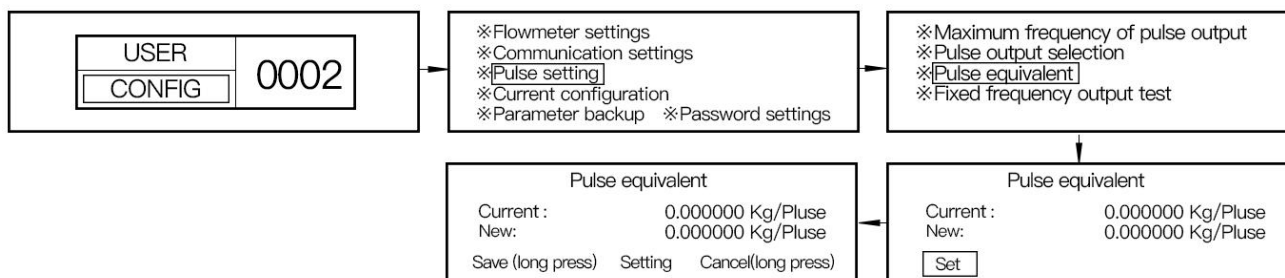 USER
CONFIG
0002
※Flowmeter settings
※Communication settings
※Pulse setting
※Current configuration
※Parameter backup ※Password settings
※Maximum frequency of pulse output
※Pulse output selection
※Pulse equivalent
※Fixed frequency output test
Pulse equivalent
Current : 0.000000 Kg/Pluse
New: 0.000000 Kg/Pluse
Set
Pulse equivalent
Current : 0.000000 Kg/Pluse
New: 0.000000 Kg/Pluse
Save (long press) Setting Cancel(long press)